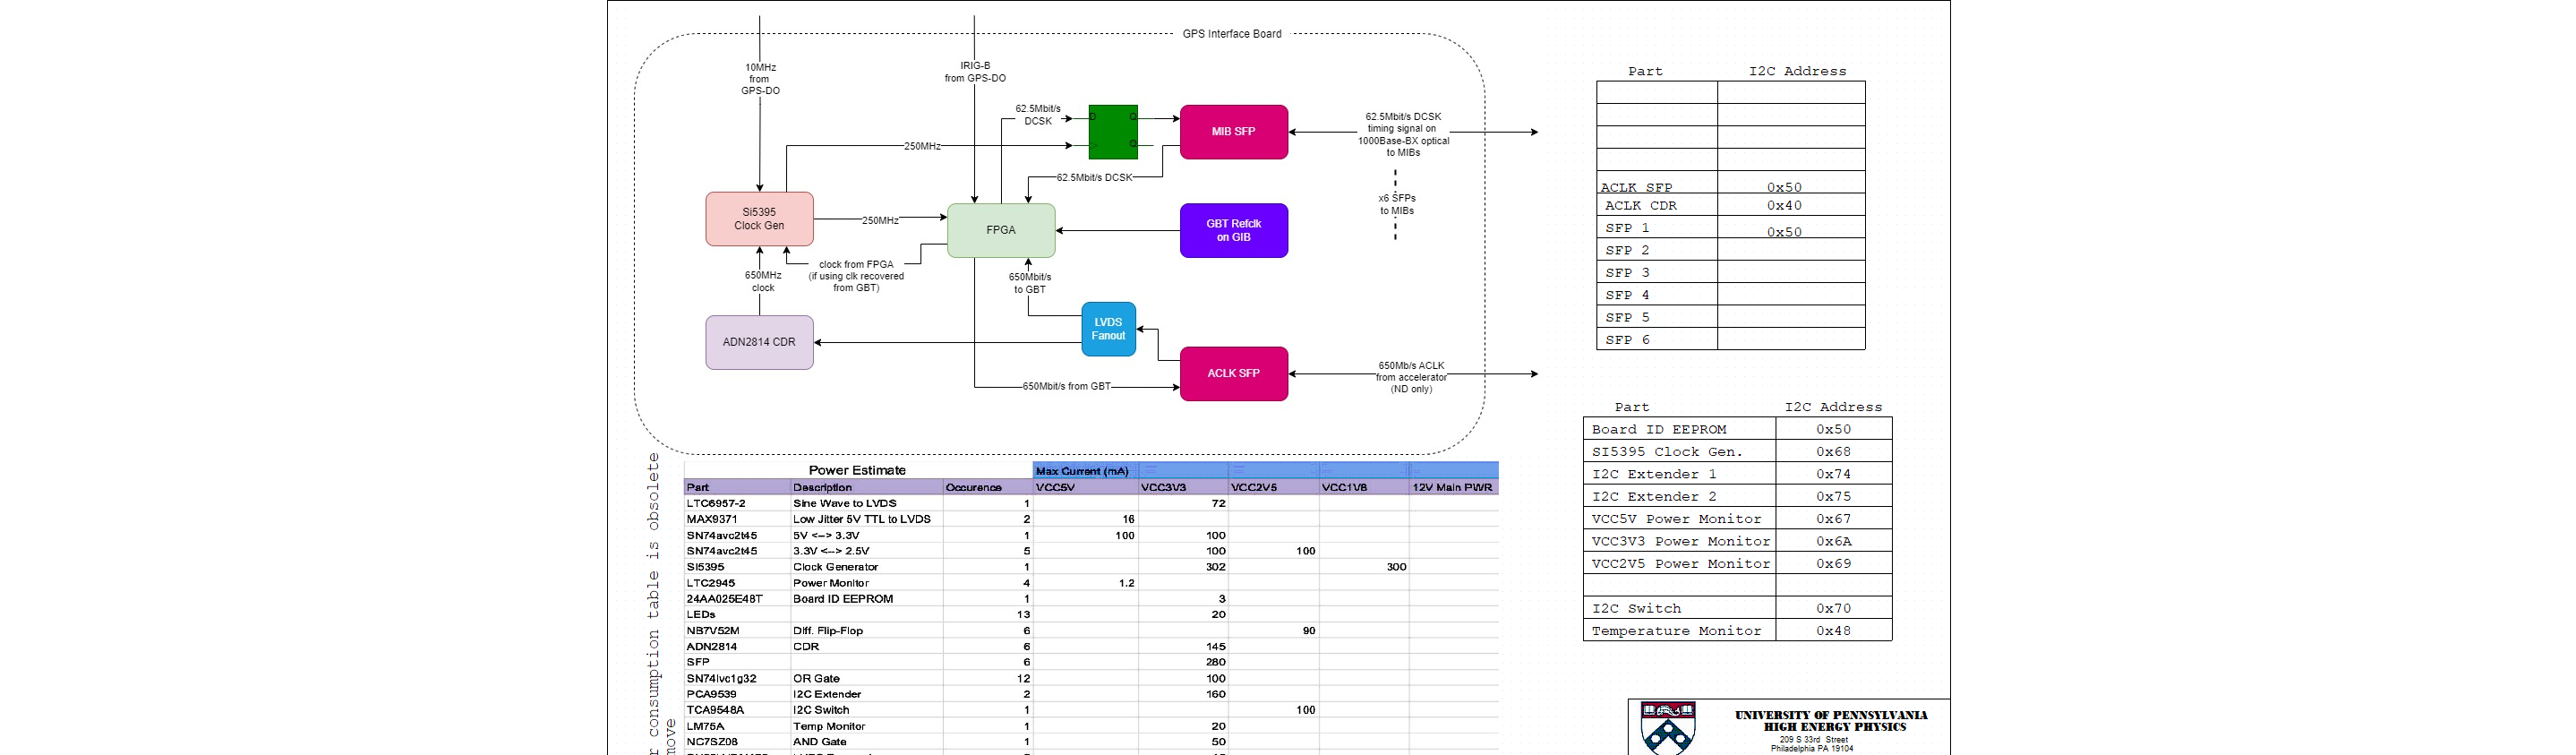 GPS Interface Board
10MHz
from
GPS-DO
IRIG-B
from GPS-DO
62.5Mbit/s
DCSK
D
Q
Q
MIB SFP
62.5Mbit/s DCSK
timing signal on
1000Base-BX optical
to MIBs
250MHz
62.5Mbit/s DCSK
x6 SFPs
to MIBs
Si5395
Clock Gen
250MHz
FPGA
GBT Refclk
on GIB
clock from FPGA
(if using clk recovered
from GBT)
650MHz
clock
650Mbit/s
to GBT
LVDS
Fanout
ADN2814 CDR
ACLK SFP
650Mbit/s from GBT
650Mb/s ACLK
from accelerator
(ND only)
Part I2C Address
ACLK SFP 0x50
ACLK CDR 0x40
SFP 1 0x50
SFP 2
SFP 3
SFP 4
SFP 5
SFP 6
Part I2C Address
Board ID EEPROM 0x50
SI5395 Clock Gen. 0x68
I2C Extender 1 0x74
I2C Extender 2 0x75
VCC5V Power Monitor 0x67
VCC3V3 Power Monitor 0x6A
VCC2V5 Power Monitor 0x69
I2C Switch 0x70
Temperature Monitor 0x48
consumption table is obsolete
Power Estimate Max Current (mA)
Part Description Occurence VCC5V VCC3V3 VCC2V5 VCC1V8 12V Main PWR
LTC6957-2 Sine Wave to LVDS 1 72
MAX9371 Low Jitter 5V TTL to LVDS 2 16
SN74avc2t45 5V <--> 3.3V 1 100 100
SN74avc2t45 3.3V <--> 2.5V 5 100 100
SI5395 Clock Generator 1 302 300
LTC2945 Power Monitor 4 1.2
24AA025E48T Board ID EEPROM 1 3
LEDs 13 20
NB7V52M Diff. Flip-Flop 6 90
ADN2814 CDR 6 145
SFP 6 280
SN74lvc1g32 OR Gate 12 100
PCA9539 I2C Extender 2 160
TCA9548A I2C Switch 1 100
LM75A Temp Monitor 1 20
NC7SZ08 AND Gate 1 50
UNIVERSITY OF PENNSYLVANIA
HIGH ENERGY PHYSICS
209 S 33rd Street
Philadelphia PA 19104